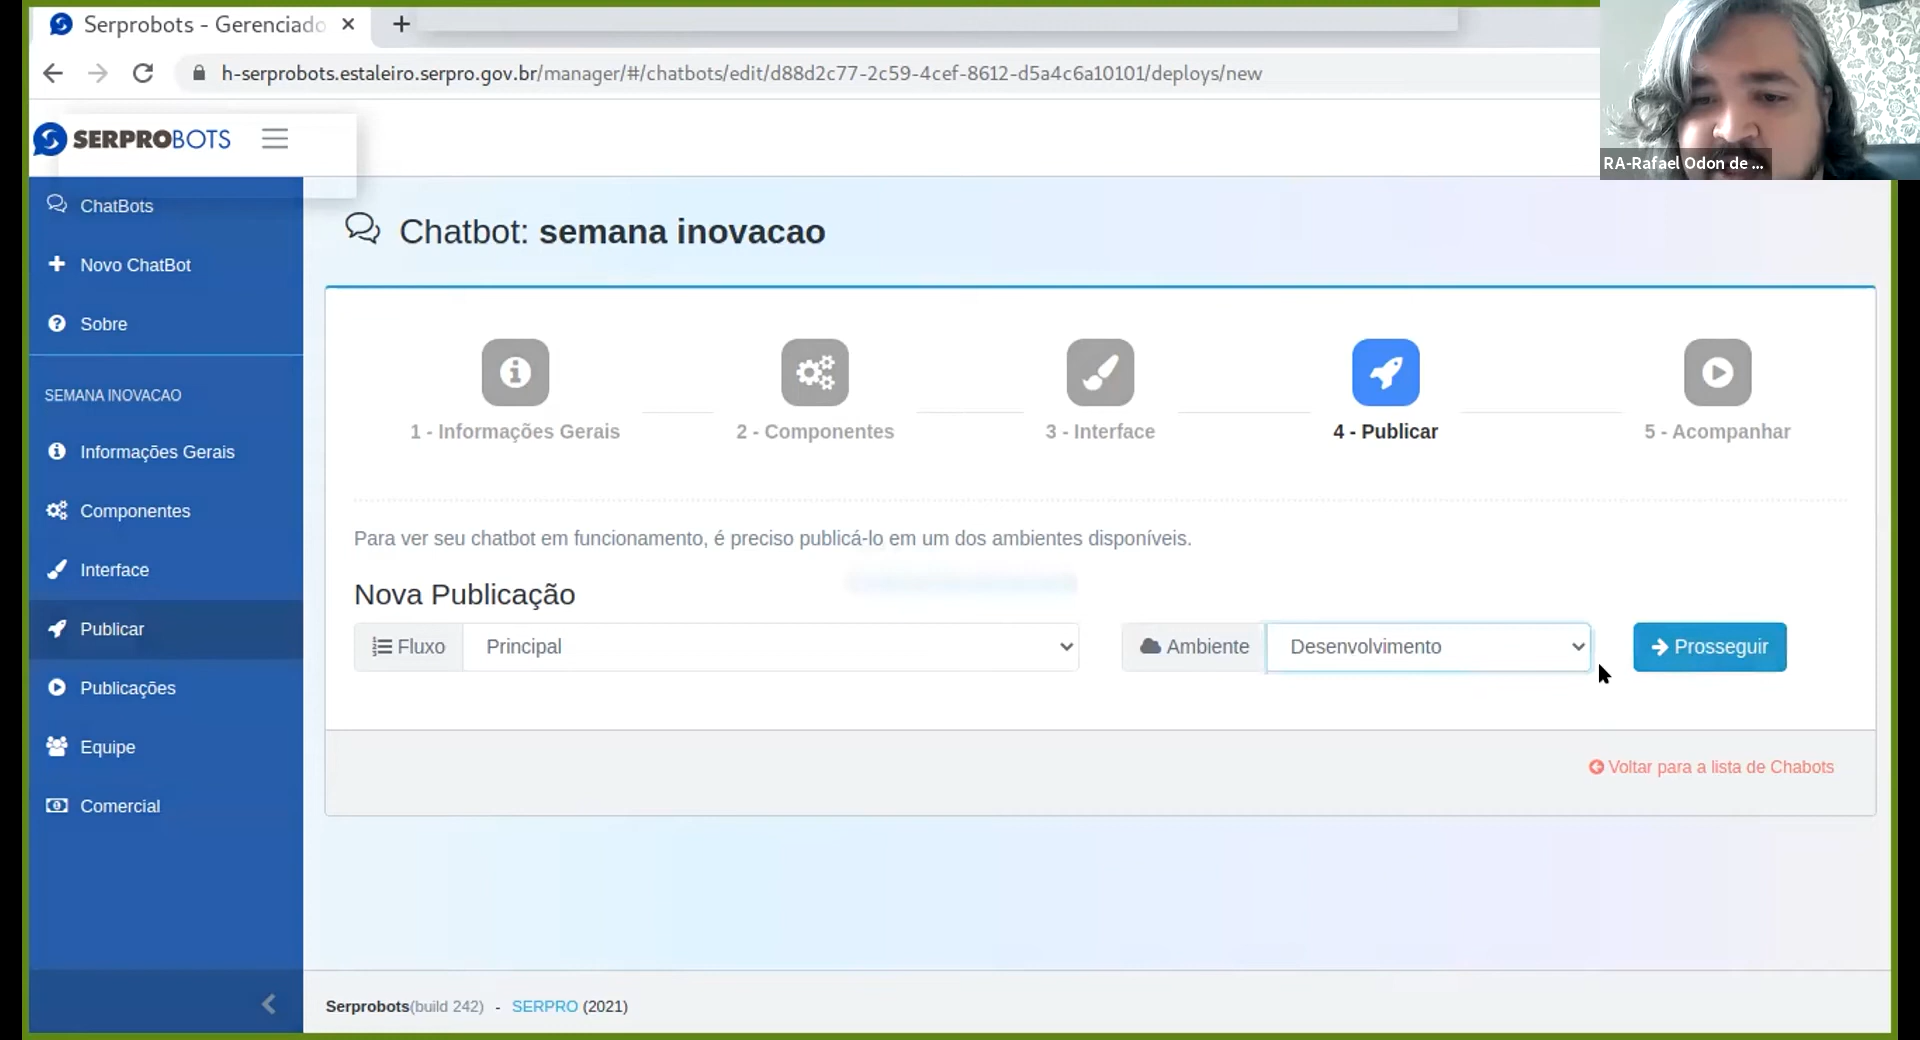 Serprobots - Gerenciado
h-serprobots.estaleiro.serpro.gov.br/manager/#/chatbots/edit/d88d2c77-2c59-4cef-8612-d5a4c6a10101/deploys/new
RA-Rafael Odon de ...
SERPROBOTS
ChatBots
Novo ChatBot
Sobre
SEMANA INOVACAO
Informações Gerais
Componentes
Interface
Publicar
Publicações
Equipe
Comercial
Chatbot: semana inovacao
1 - Informações Gerais
2 - Componentes
3 - Interface
4 - Publicar
5 - Acompanhar
Para ver seu chatbot em funcionamento, é preciso publicá-lo em um dos ambientes disponíveis.
Nova Publicação
Fluxo Principal
Ambiente Desenvolvimento
Prosseguir
Voltar para a lista de Chabots
Serprobots(build 242) - SERPRO (2021)